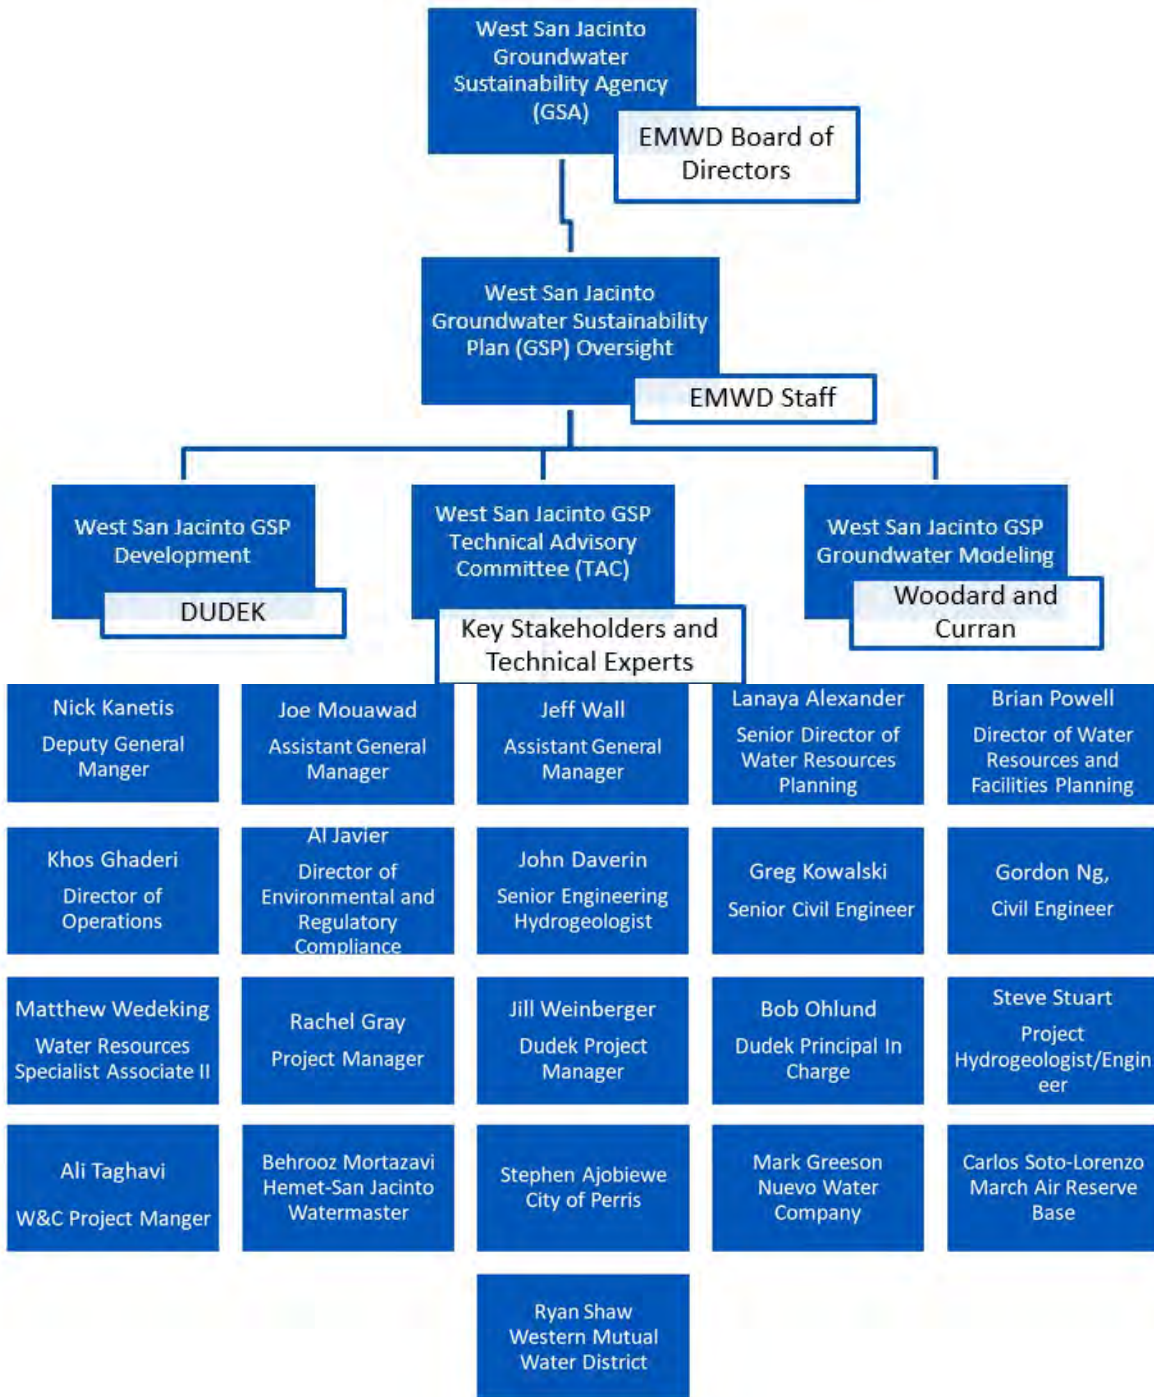 West San Jacinto
Groundwater
Sustainability Agency
(GSA)
EMWD Board of
Directors
West San Jacinto
Groundwater Sustainability
Plan (GSP) Oversight
EMWD Staff
West San Jacinto GSP
Development
DUDEK
West San Jacinto GSP
Technical Advisory
Committee (TAC)
Key Stakeholders and
Technical Experts
West San Jacinto GSP
Groundwater Modeling
Woodard and
Curran
Nick Kanetis
Deputy General
Manger
Joe Mouawad
Assistant General
Manager
Jeff Wall
Assistant General
Manager
Lanaya Alexander
Senior Director of
Water Resources
Planning
Brian Powell
Director of Water
Resources and
Facilities Planning
Khos Ghaderi
Director of
Operations
Al Javier
Director of
Environmental and
Regulatory
Compliance
John Daverin
Senior Engineering
Hydrogeologist
Greg Kowalski
Senior Civil Engineer
Gordon Ng,
Civil Engineer
Matthew Wedeking
Water Resources
Specialist Associate II
Rachel Gray
Project Manager
Jill Weinberger
Dudek Project
Manager
Bob Ohlund
Dudek Principal In
Charge
Steve Stuart
Project
Hydrogeologist/Engin
eer
Ali Taghavi
W&C Project Manger
Behrooz Mortazavi
Hemet-San Jacinto
Watermaster
Stephen Ajobiewe
City of Perris
Mark Greeson
Nuevo Water
Company
Carlos Soto-Lorenzo
March Air Reserve
Base
Ryan Shaw
Western Mutual
Water District